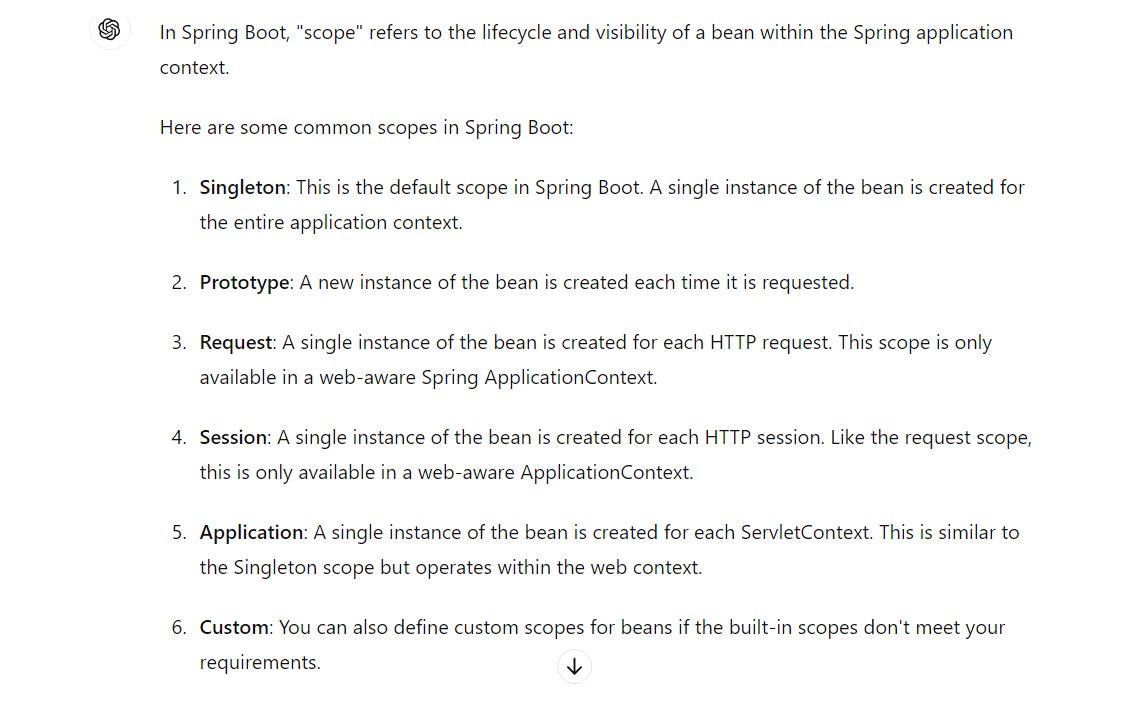 In Spring Boot, "scope" refers to the lifecycle and visibility of a bean within the Spring application
context.
Here are some common scopes in Spring Boot:
1. Singleton: This is the default scope in Spring Boot. A single instance of the bean is created for
the entire application context.
2. Prototype: A new instance of the bean is created each time it is requested.
3. Request: A single instance of the bean is created for each HTTP request. This scope is only
available in a web-aware Spring ApplicationContext.
4. Session: A single instance of the bean is created for each HTTP session. Like the request scope,
this is only available in a web-aware ApplicationContext.
5. Application: A single instance of the bean is created for each ServletContext. This is similar to
the Singleton scope but operates within the web context.
6. Custom: You can also define custom scopes for beans if the built-in scopes don't meet your
requirements.